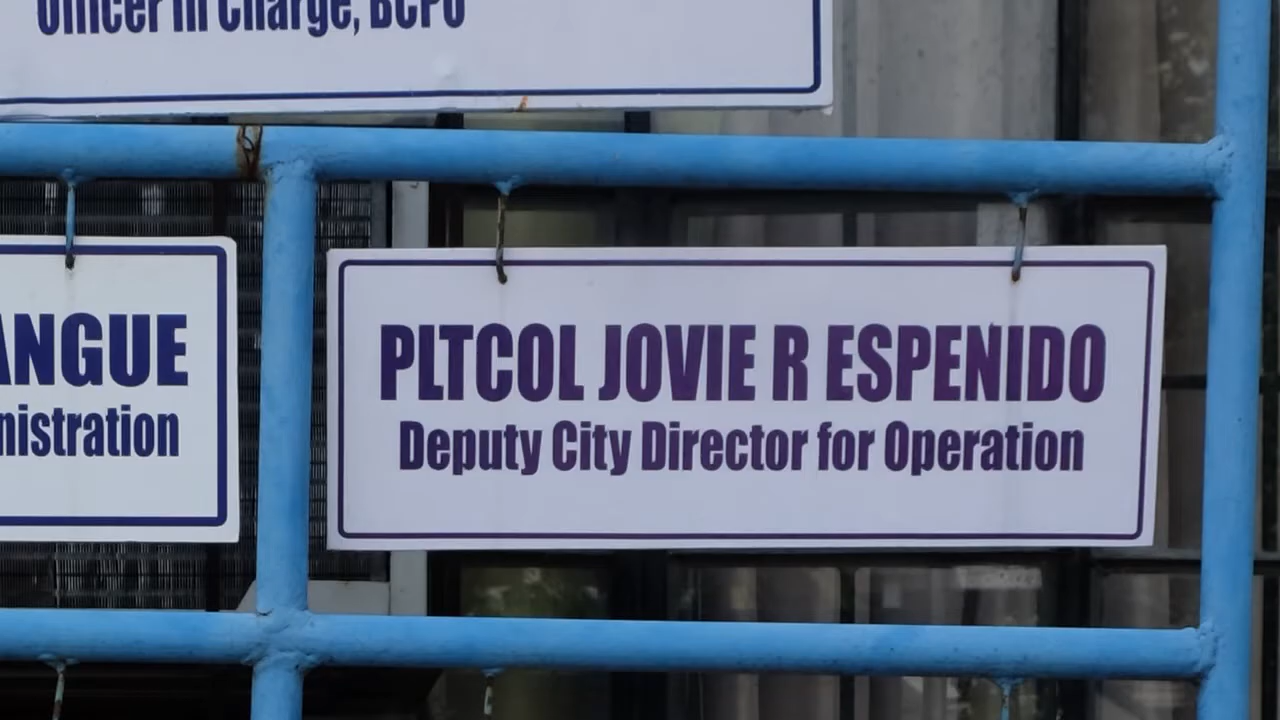 Officer in Charge, BCPO
ANGUE
nistration
PLTCOL JOVIE R ESPENIDO
Deputy City Director for Operation